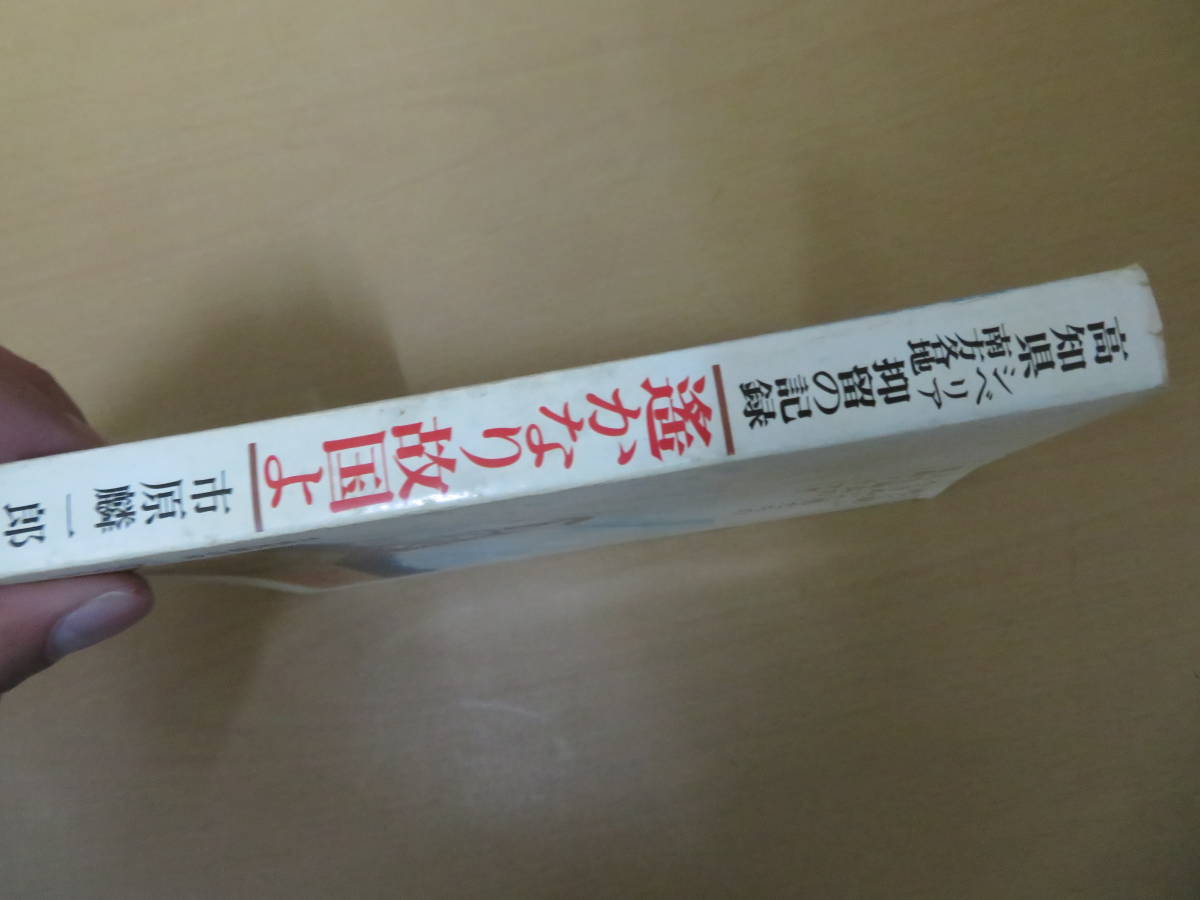 高知県
シベリア
南方各地
抑留の記録
遙かなり故国よ
市原麟一郎